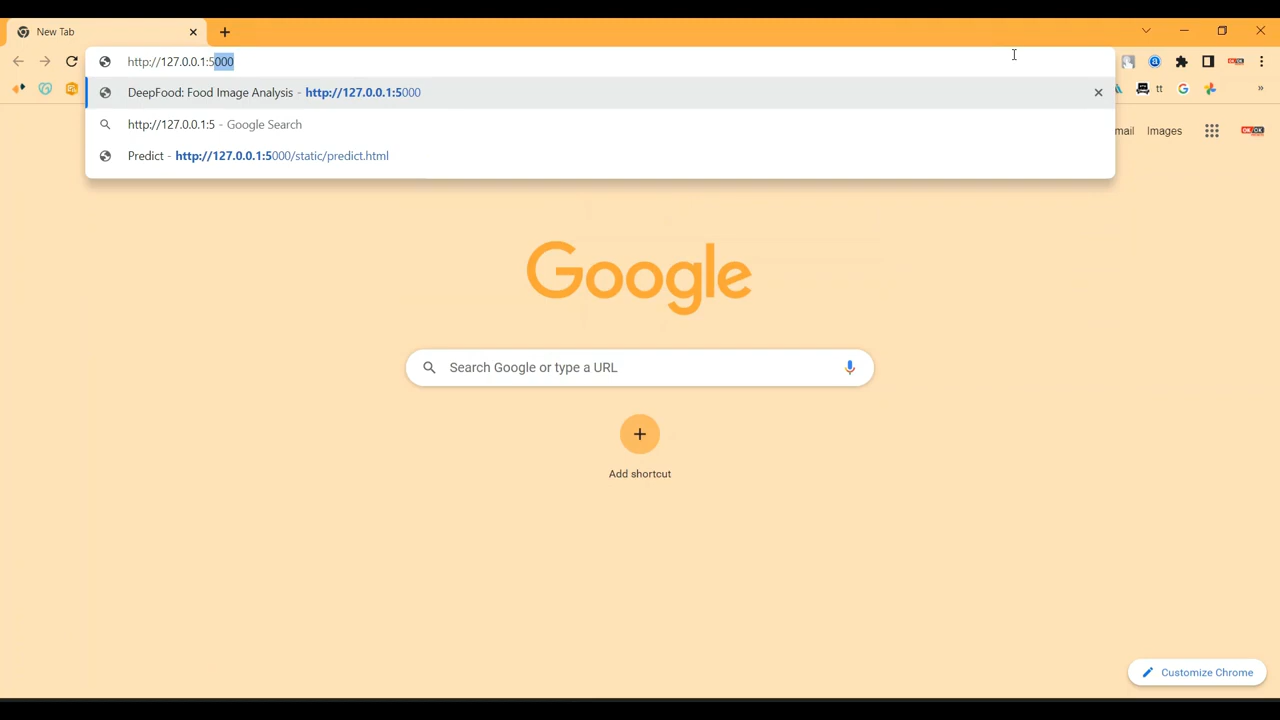 New Tab
http://127.0.0.1:5000
DeepFood: Food Image Analysis - http://127.0.0.1:5000
tt
http://127.0.0.1:5 - Google Search
mail Images
Predict - http://127.0.0.1:5000/static/predict.html
Google
Search Google or type a URL
Add shortcut
Customize Chrome